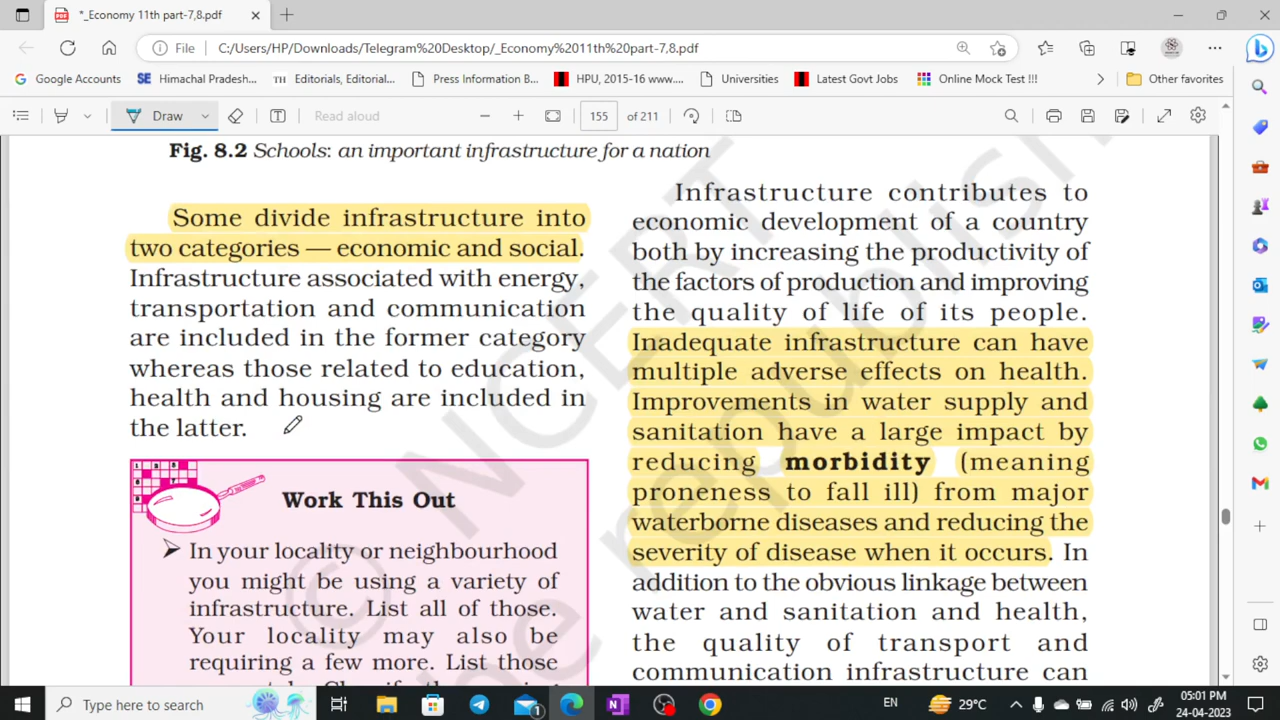 *_Economy 11th part-7,8.pdf
File C:/Users/HP/Downloads/Telegram%20Desktop/_Economy%2011th%20part-7,8.pdf
Google Accounts SE Himachal Pradesh... TH Editorials, Editorial... Press Information B... HPU, 2015-16 www.... Universities Latest Govt Jobs Online Mock Test !!! Other favorites
Draw Read aloud 155 of 211
Fig. 8.2 Schools: an important infrastructure for a nation
Some divide infrastructure into
two categories — economic and social.
Infrastructure associated with energy,
transportation and communication
are included in the former category
whereas those related to education,
health and housing are included in
the latter.
Work This Out
➢ In your locality or neighbourhood
you might be using a variety of
infrastructure. List all of those.
Your locality may also be
requiring a few more. List those
Infrastructure contributes to
economic development of a country
both by increasing the productivity of
the factors of production and improving
the quality of life of its people.
Inadequate infrastructure can have
multiple adverse effects on health.
Improvements in water supply and
sanitation have a large impact by
reducing morbidity (meaning
proneness to fall ill) from major
waterborne diseases and reducing the
severity of disease when it occurs. In
addition to the obvious linkage between
water and sanitation and health,
the quality of transport and
communication infrastructure can
© NCERT
be republish
Type here to search
1
29°C
EN
05:01 PM
24-04-2023